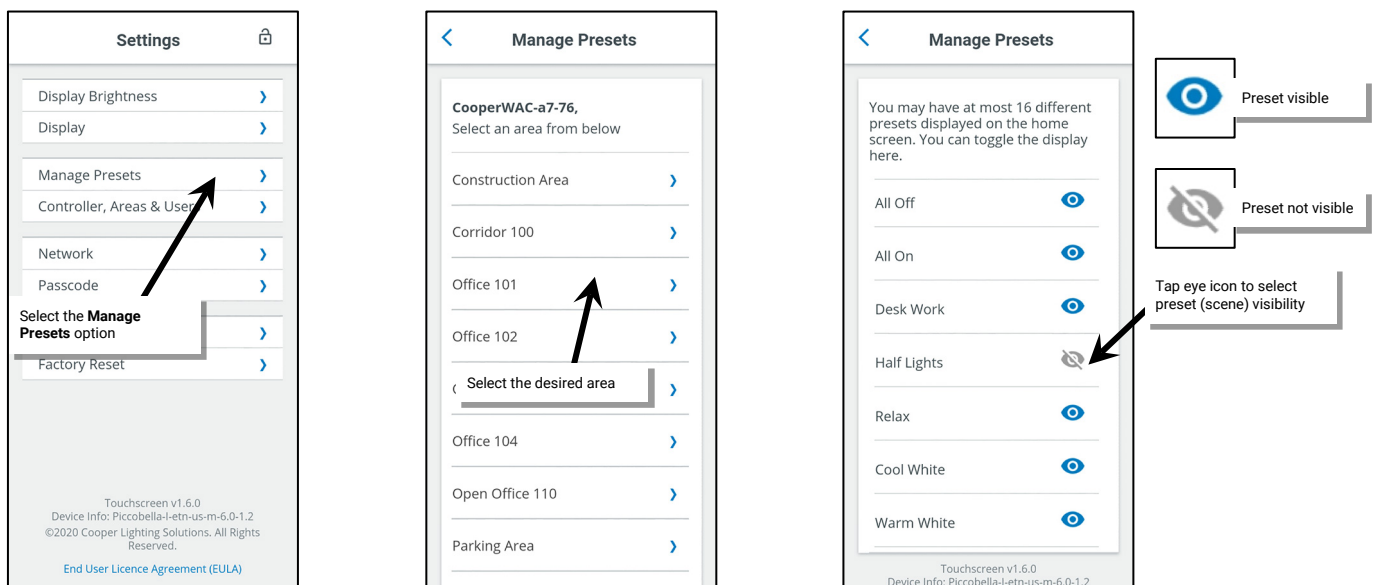 Settings
Display Brightness
Display
Manage Presets
Controller, Areas & User
Network
Passcode
Select the Manage
Presets option
Factory Reset
Touchscreen v1.6.0
Device Info: Piccobella-I-etn-us-m-6.0-1.2
©2020 Cooper Lighting Solutions. All Rights
Reserved.
End User Licence Agreement (EULA)
Manage Presets
CooperWAC-a7-76,
Select an area from below
Construction Area
Corridor 100
Office 101
Office 102
Select the desired area
Office 104
Open Office 110
Parking Area
Manage Presets
You may have at most 16 different
presets displayed on the home
screen. You can toggle the display
here.
All Off
All On
Desk Work
Half Lights
Relax
Cool White
Warm White
Touchscreen v1.6.0
Device Info: Piccobella-I-etn-us-m-6.0-1.2
Preset visible
Preset not visible
Tap eye icon to select
preset (scene) visibility